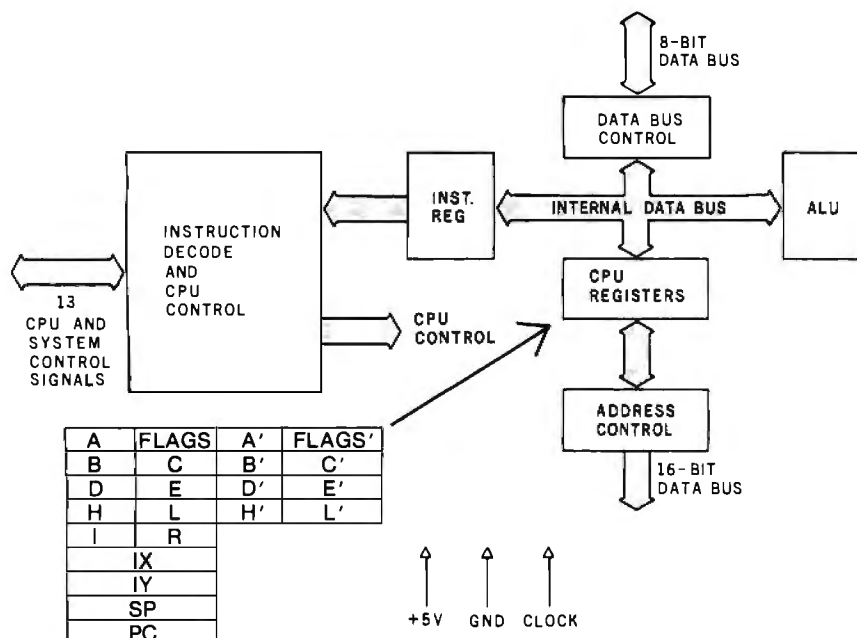 8-BIT
DATA BUS
DATA BUS
CONTROL
INSTRUCTION
DECODE
AND
CPU
CONTROL
INST.
REG
INTERNAL DATA BUS
ALU
13
CPU AND
SYSTEM
CONTROL
SIGNALS
CPU
CONTROL
CPU
REGISTERS
ADDRESS
CONTROL
16-BIT
DATA BUS
A FLAGS A' FLAGS'
B C B' C'
D E D' E'
H L H' L'
I R
IX
IY
SP
PC
+5V GND CLOCK